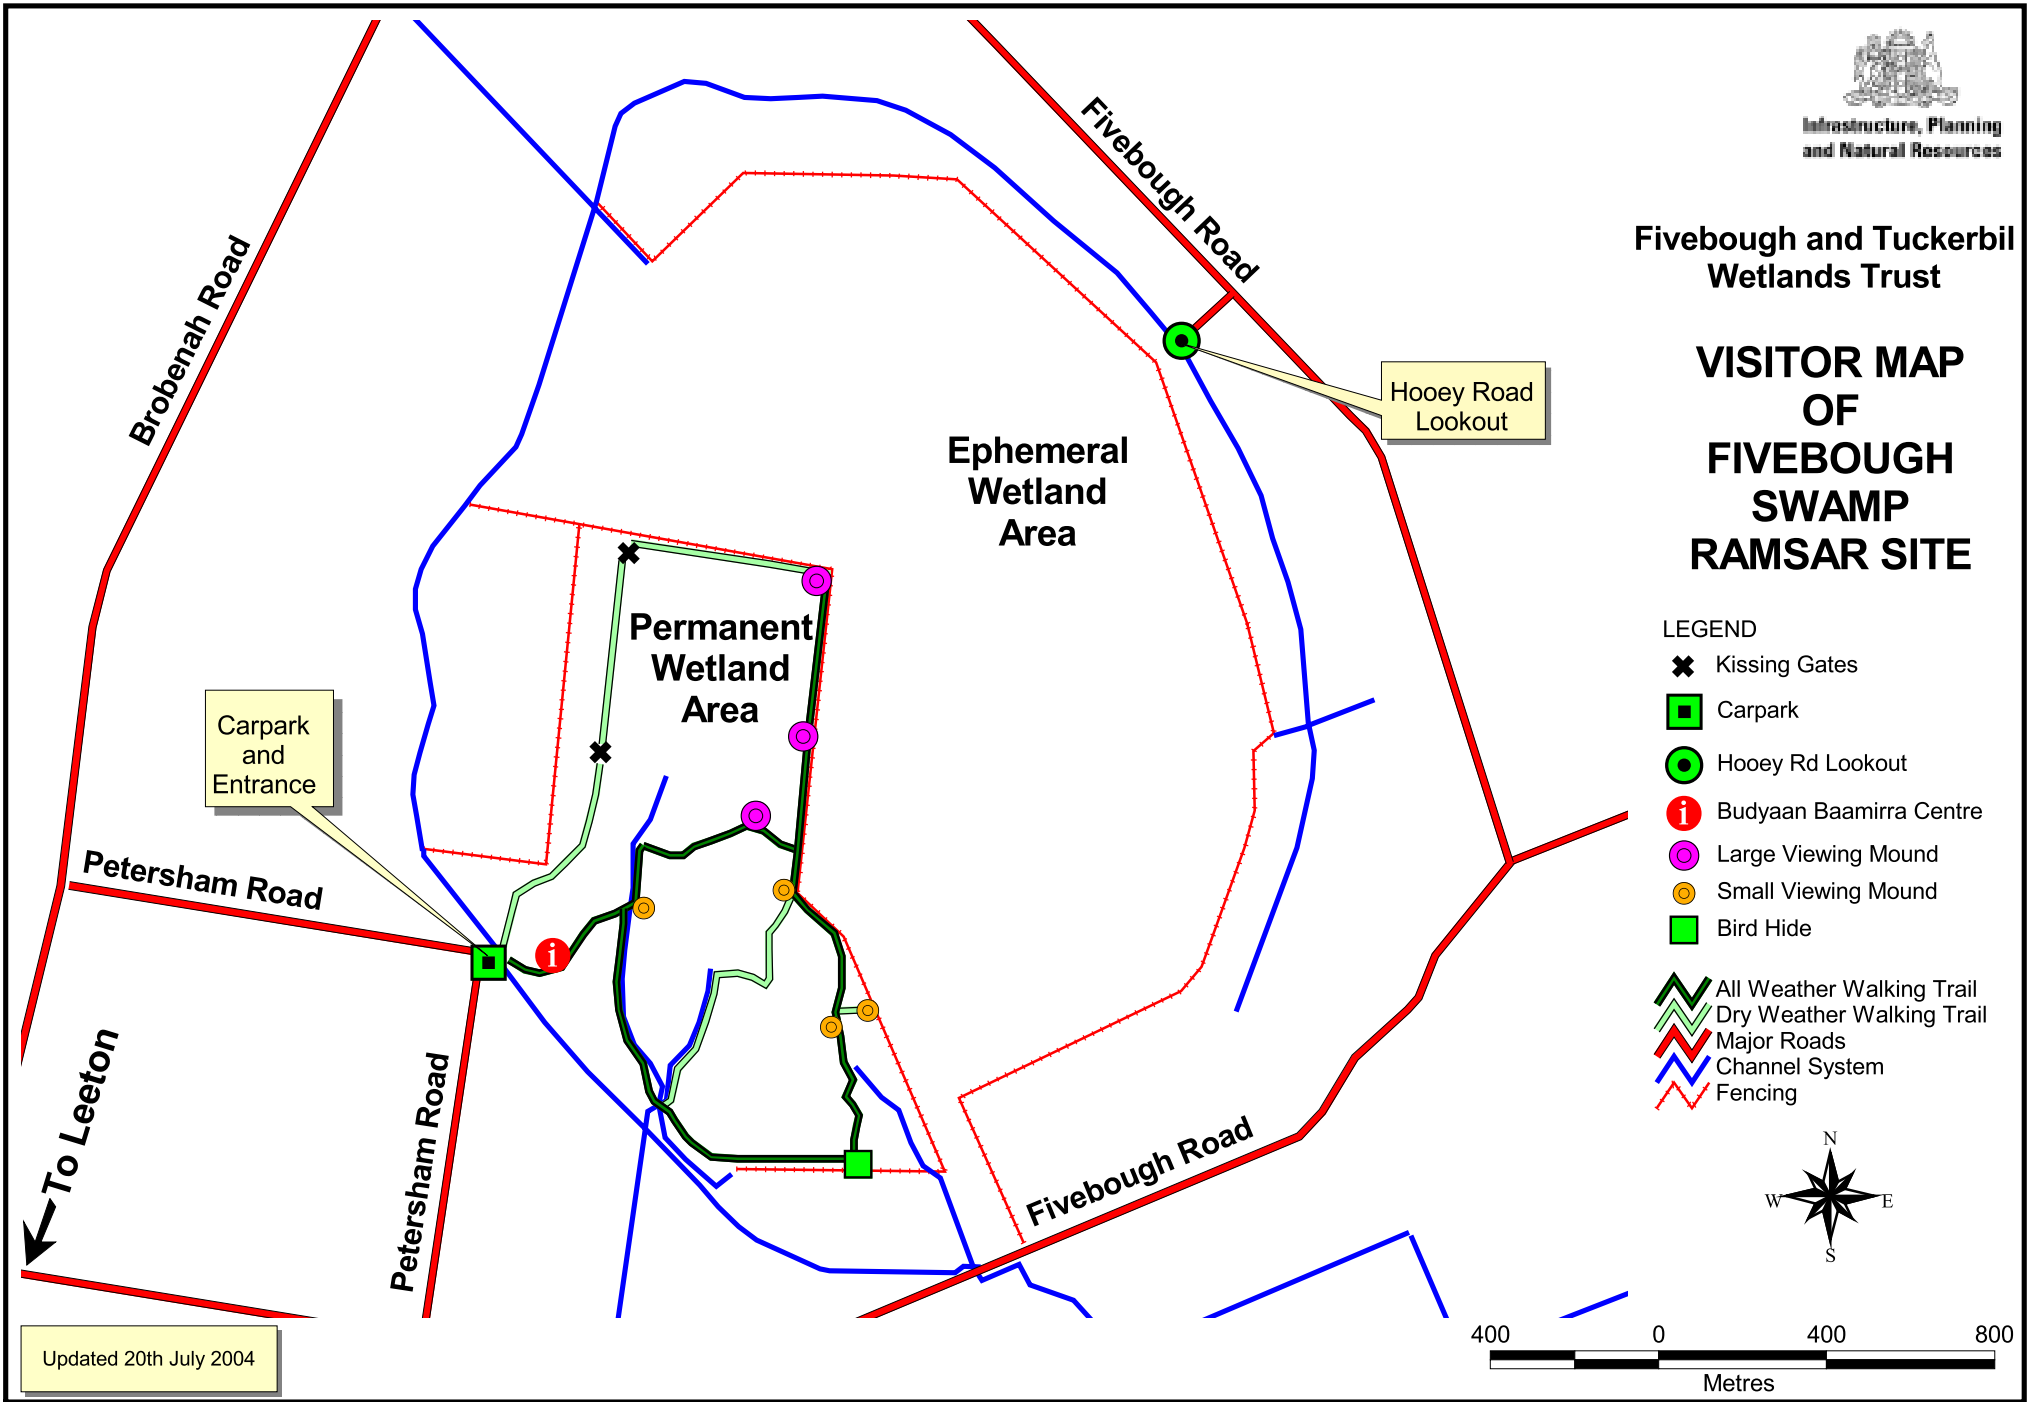 Infrastructure, Planning
and Natural Resources
Fivebough and Tuckerbil
Wetlands Trust
VISITOR MAP
OF
FIVEBOUGH
SWAMP
RAMSAR SITE
Fivebough Road
Brobenah Road
Hooey Road
Lookout
Ephemeral
Wetland
Area
Permanent
Wetland
Area
Carpark
and
Entrance
Petersham Road
Petersham Road
To Leeton
Fivebough Road
LEGEND
Kissing Gates
Carpark
Hooey Rd Lookout
i
Budyaan Baamirra Centre
Large Viewing Mound
Small Viewing Mound
Bird Hide
All Weather Walking Trail
Dry Weather Walking Trail
Major Roads
Channel System
Fencing
i
N
W E
S
400 0 400 800
Metres
Updated 20th July 2004